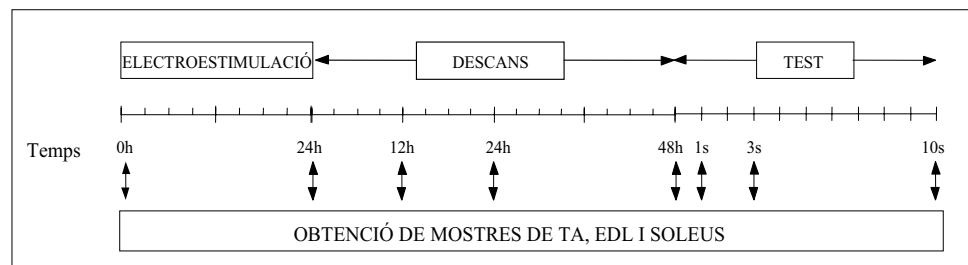 ELECTROESTIMULACIÓ DESCANS TEST
Temps 0h 24h 12h 24h 48h 1s 3s 10s
OBTENCIÓ DE MOSTRES DE TA, EDL I SOLEUS